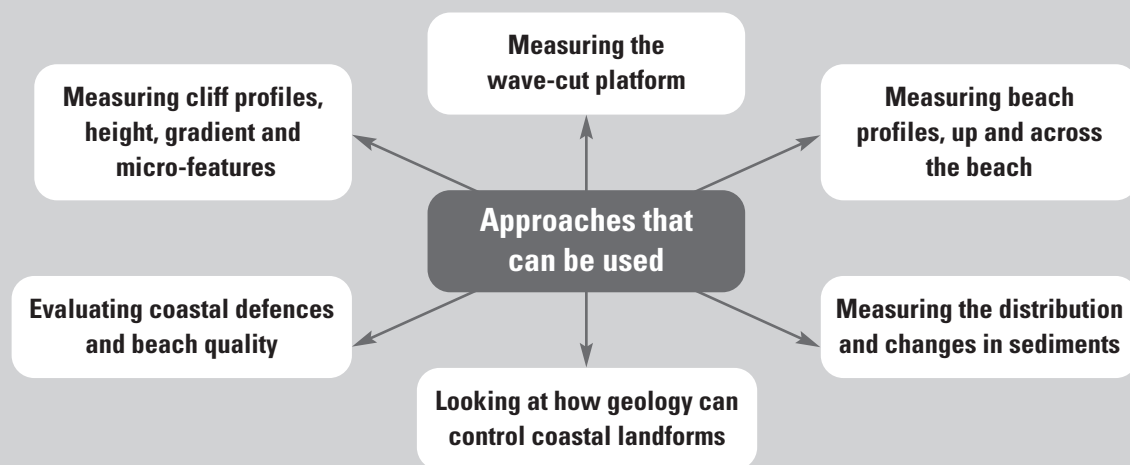 Measuring the
wave-cut platform
Measuring cliff profiles,
height, gradient and
micro-features
Measuring beach
profiles, up and across
the beach
Approaches that
can be used
Evaluating coastal defences
and beach quality
Measuring the distribution
and changes in sediments
Looking at how geology can
control coastal landforms